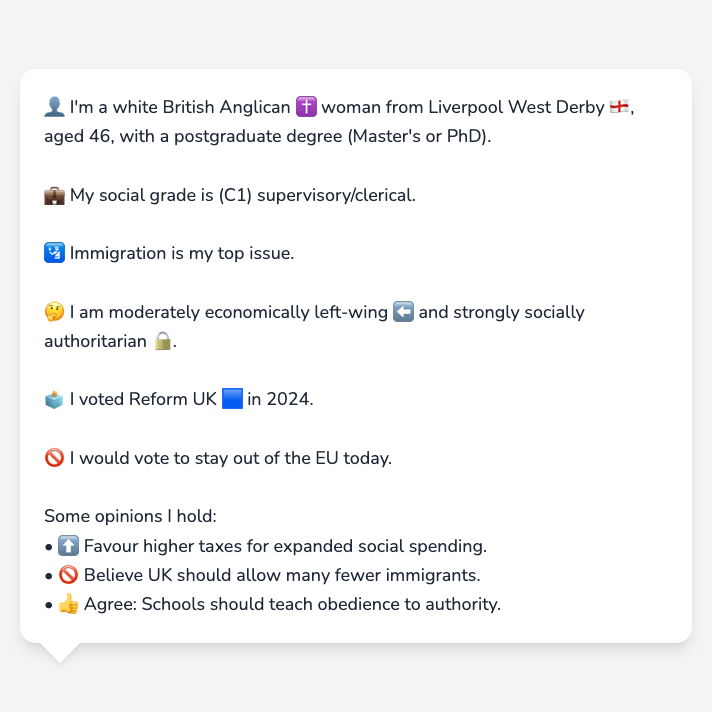 👤 I'm a white British Anglican ✝️ woman from Liverpool West Derby 🏴󠁧󠁢󠁥󠁮󠁧󠁿,
aged 46, with a postgraduate degree (Master's or PhD).
💼 My social grade is (C1) supervisory/clerical.
🛂 Immigration is my top issue.
🤔 I am moderately economically left-wing ⬅️ and strongly socially
authoritarian 🔒.
🗳️ I voted Reform UK 🟦 in 2024.
🚫 I would vote to stay out of the EU today.
Some opinions I hold:
• ⬆️ Favour higher taxes for expanded social spending.
• 🚫 Believe UK should allow many fewer immigrants.
• 👍 Agree: Schools should teach obedience to authority.